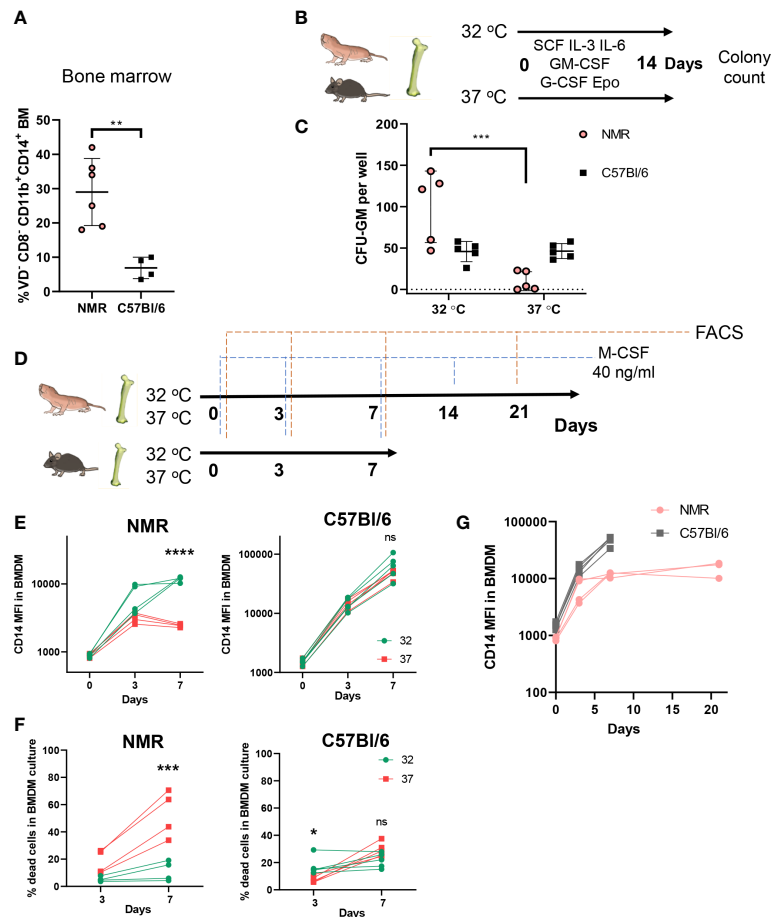 A
Bone marrow
%VD- CD8- CD11b+CD14+ BM
50
40
30
20
10
0
**
NMR
C57Bl/6
B
32 °C
37 °C
SCF IL-3 IL-6
0
GM-CSF
14 Days
G-CSF Epo
Colony
count
C
CFU-GM per well
200
150
100
50
0
***
32 °C
37 °C
NMR
C57Bl/6
D
FACS
M-CSF
40 ng/ml
32 °C
37 °C
0
3
7
14
21
Days
32 °C
37 °C
0
3
7
E
NMR
CD14 MFI in BMDM
10000
1000
****
0
3
7
Days
C57Bl/6
CD14 MFI in BMDM
100000
10000
1000
ns
32
37
0
3
7
Days
F
NMR
% dead cells in BMDM culture
100
80
60
40
20
0
***
3
7
Days
C57Bl/6
% dead cells in BMDM culture
100
80
60
40
20
0
*
ns
32
37
3
7
Days
G
NMR
C57Bl/6
CD14 MFI in BMDM
100000
10000
1000
100
0
5
10
15
20
Days